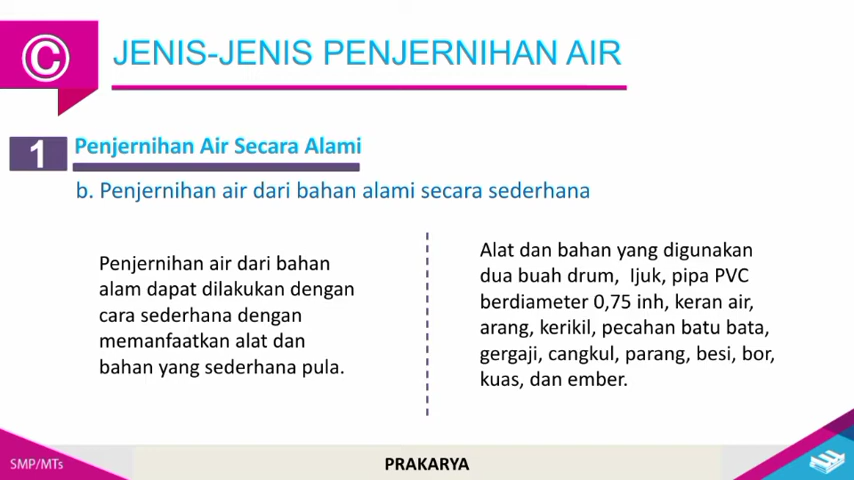 ©
JENIS-JENIS PENJERNIHAN AIR
1
Penjernihan Air Secara Alami
b. Penjernihan air dari bahan alami secara sederhana
Penjernihan air dari bahan
alam dapat dilakukan dengan
cara sederhana dengan
memanfaatkan alat dan
bahan yang sederhana pula.
Alat dan bahan yang digunakan
dua buah drum, Ijuk, pipa PVC
berdiameter 0,75 inh, keran air,
arang, kerikil, pecahan batu bata,
gergaji, cangkul, parang, besi, bor,
kuas, dan ember.
SMP/MTs
PRAKARYA